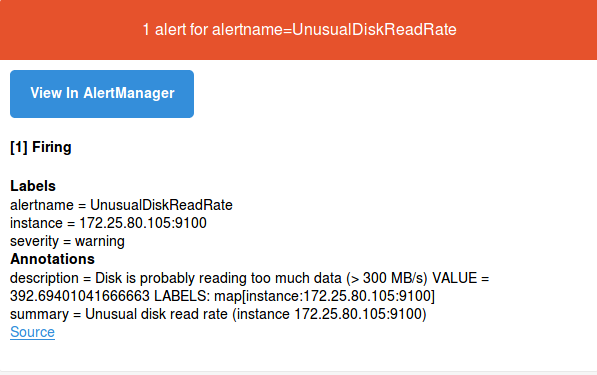 1 alert for alertname=UnusualDiskReadRate
View In AlertManager
[1] Firing
Labels
alertname = UnusualDiskReadRate
instance = 172.25.80.105:9100
severity = warning
Annotations
description = Disk is probably reading too much data (> 300 MB/s) VALUE =
392.69401041666663 LABELS: map[instance:172.25.80.105:9100]
summary = Unusual disk read rate (instance 172.25.80.105:9100)
Source